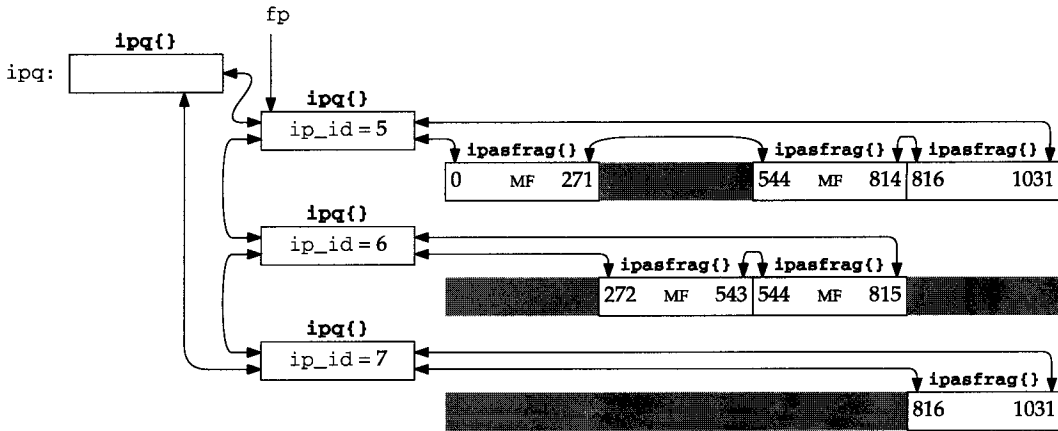 fp
ipq{}
ipq:
ipq{}
ip_id = 5
ipasfrag{} ipasfrag{} ipasfrag{}
0 MF 271 544 MF 814 816 1031
ipq{}
ip_id = 6
ipasfrag{} ipasfrag{}
272 MF 543 544 MF 815
ipq{}
ip_id = 7
ipasfrag{}
816 1031